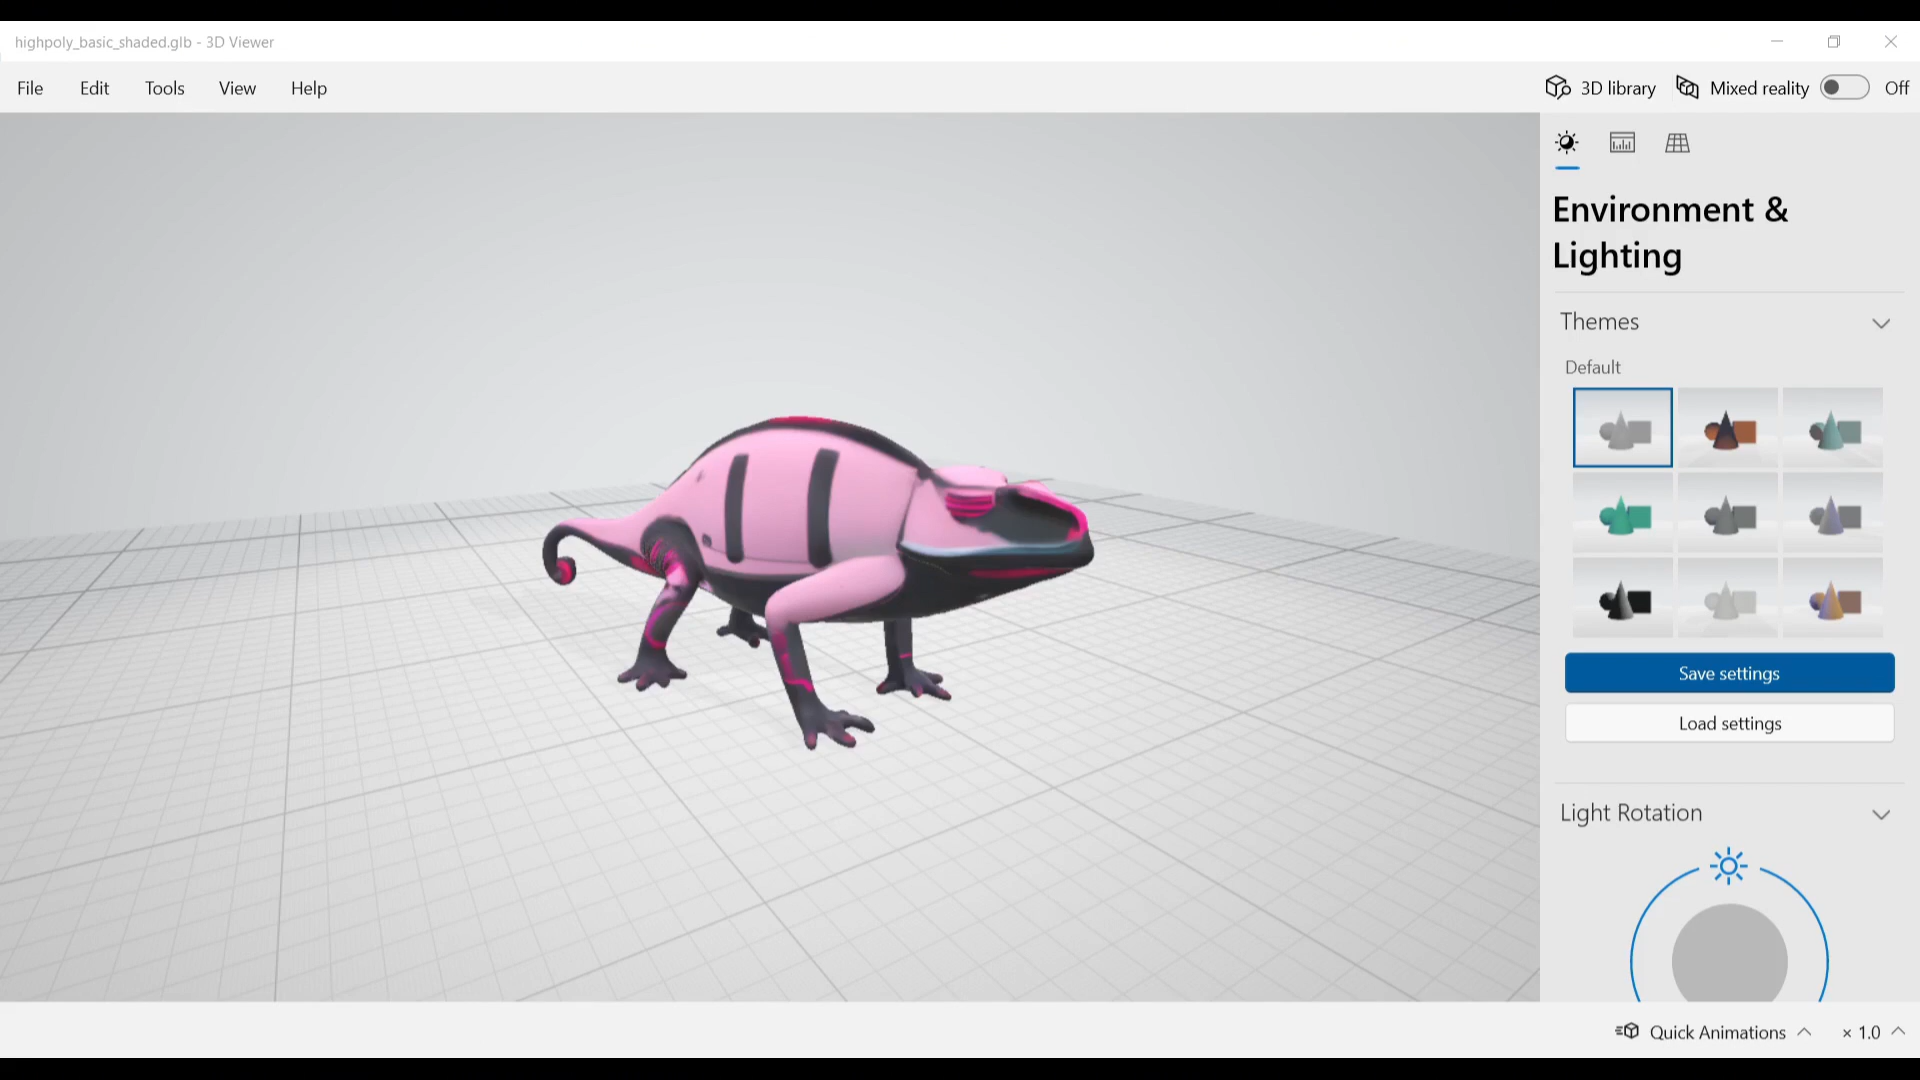 highpoly_basic_shaded.glb - 3D Viewer
File Edit Tools View Help
3D library Mixed reality Off
Environment &
Lighting
Themes
Default
Save settings
Load settings
Light Rotation
Quick Animations × 1.0